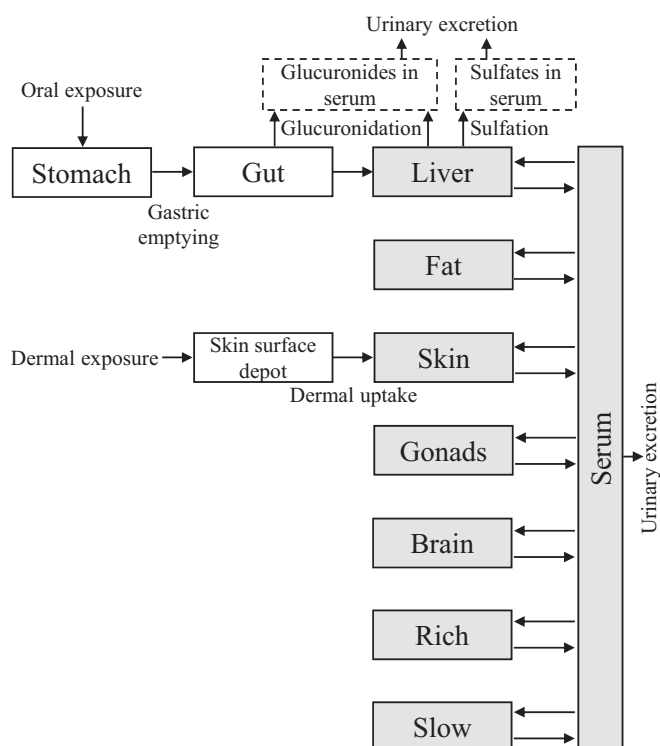 Urinary excretion
Glucuronides in
serum
Sulfates in
serum
Oral exposure
Glucuronidation
Sulfation
Stomach
Gut
Liver
Gastric
emptying
Fat
Dermal exposure
Skin surface
depot
Skin
Dermal uptake
Gonads
Serum
Urinary excretion
Brain
Rich
Slow